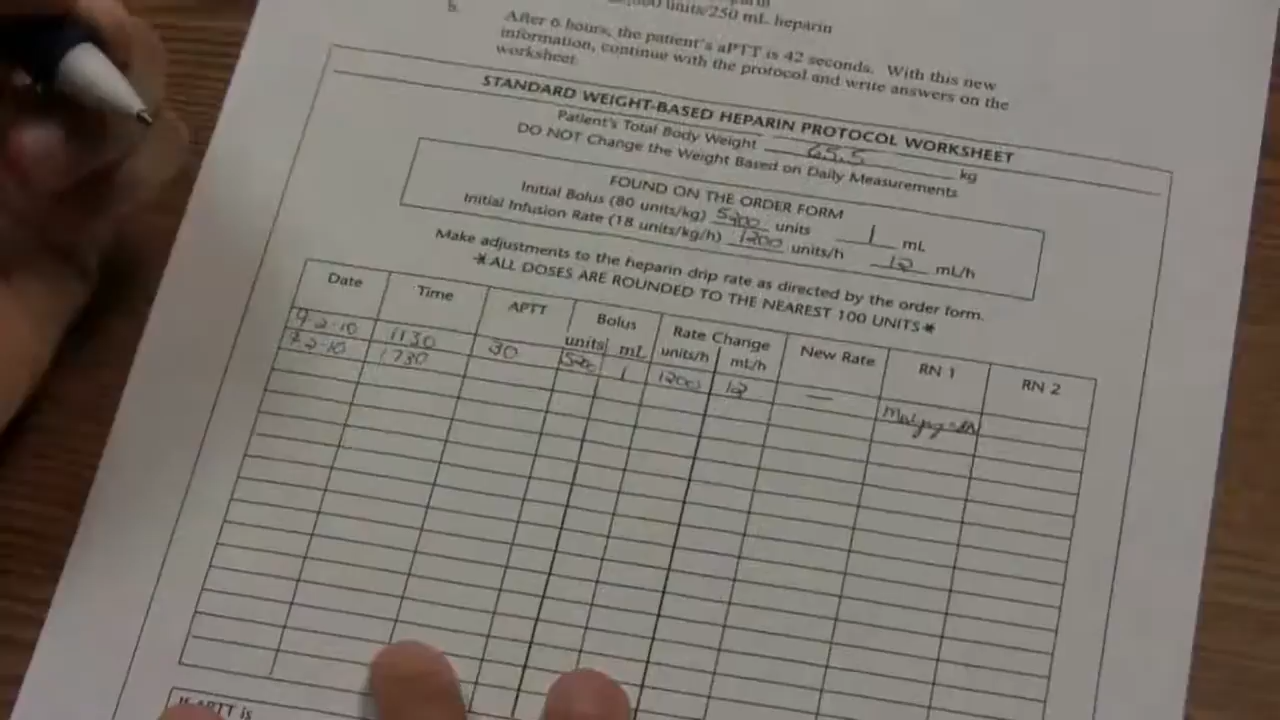 units/250 mL heparin
b. After 6 hours, the patient's aPTT is 42 seconds. With this new
information, continue with the protocol and write answers on the
worksheet.
STANDARD WEIGHT-BASED HEPARIN PROTOCOL WORKSHEET
Patient's Total Body Weight 65.5 kg
DO NOT Change the Weight Based on Daily Measurements
FOUND ON THE ORDER FORM
Initial Bolus (80 units/kg) 5200 units 1 mL
Initial Infusion Rate (18 units/kg/h) 1200 units/h 12 mL/h
Make adjustments to the heparin drip rate as directed by the order form.
*ALL DOSES ARE ROUNDED TO THE NEAREST 100 UNITS*
Date Time APTT Bolus Rate Change New Rate RN 1 RN 2
units mL units/h mL/h
9-2-10 1130 30 5200 1 1200 12 —
9-2-10 1730
If APTT is